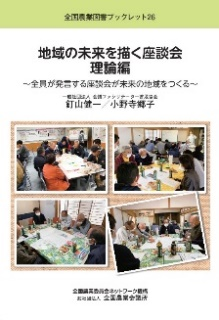 全国農業図書ブックレット26
地域の未来を描く座談会
理論編
～全員が発言する座談会が未来の地域をつくる～
一般社団法人 会議ファシリテーター普及協会
釘山健一／小野寺郷子
全国農業委員会ネットワーク機構
一般社団法人 全国農業会議所